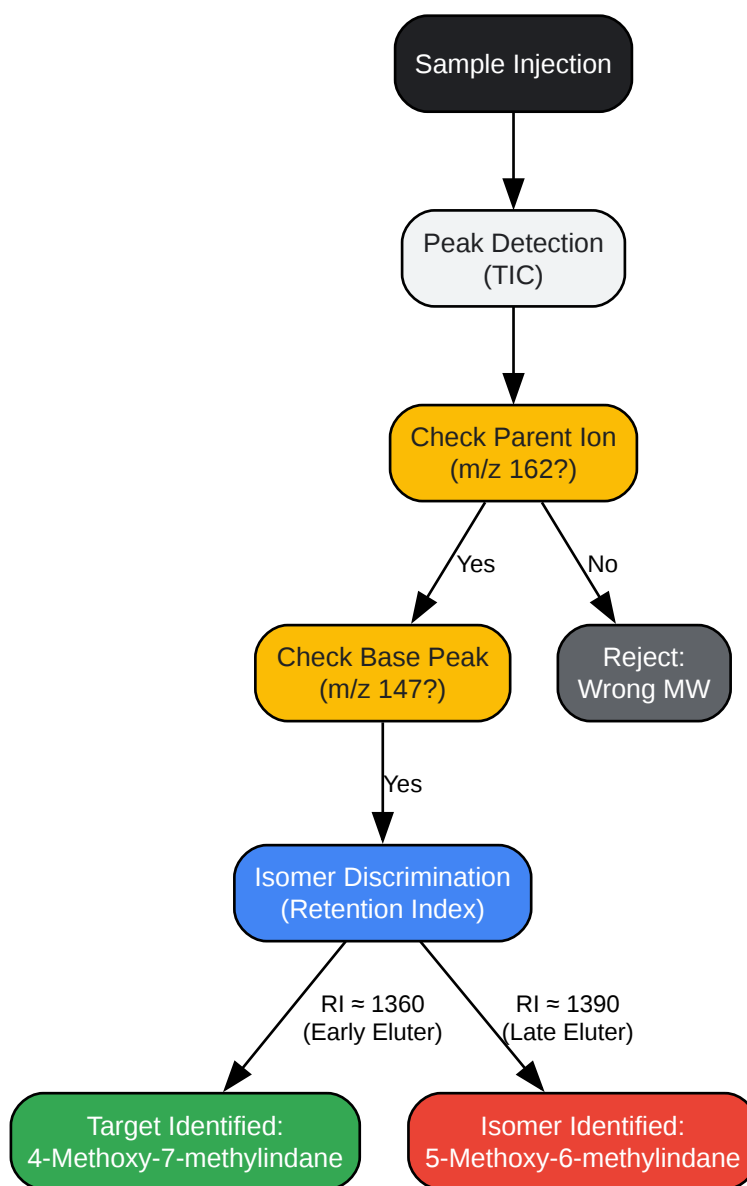 Sample Injection
Peak Detection
(TIC)
Check Parent Ion
(m/z 162?)
Yes
No
Check Base Peak
(m/z 147?)
Reject:
Wrong MW
Yes
Isomer Discrimination
(Retention Index)
RI ≈ 1360
(Early Eluter)
RI ≈ 1390
(Late Eluter)
Target Identified:
4-Methoxy-7-methylindane
Isomer Identified:
5-Methoxy-6-methylindane